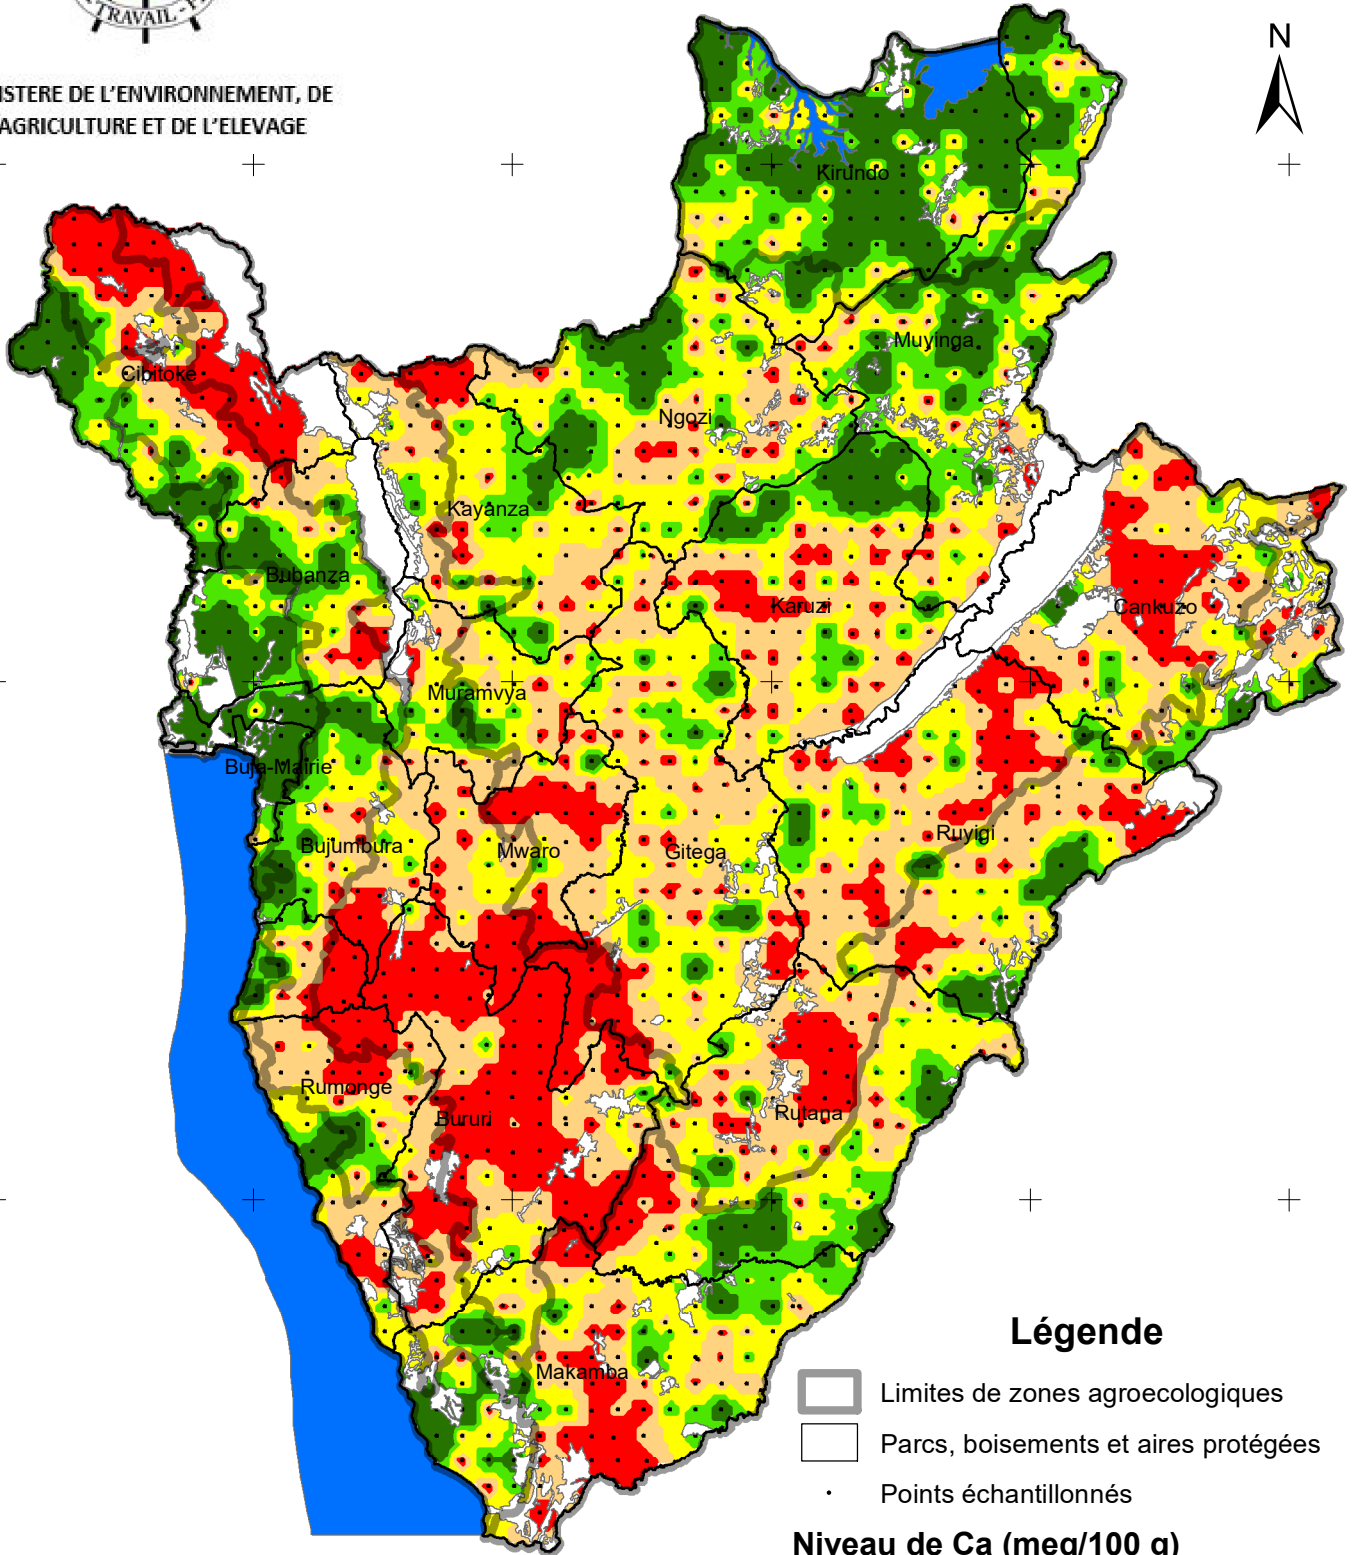 TRAVAIL -
ISTERE DE L'ENVIRONNEMENT, DE
AGRICULTURE ET DE L'ELEVAGE
N
Kirundo
Muyinga
Cibitoke
Ngozi
Kayanza
Bubanza
Karuzi
Cankuzo
Muramvya
Buja-Mairie
Bujumbura
Mwaro
Gitega
Ruyigi
Rumonge
Bururi
Rutana
Makamba
Légende
Limites de zones agroecologiques
Parcs, boisements et aires protégées
Points échantillonnés
Niveau de Ca (meg/100 g)